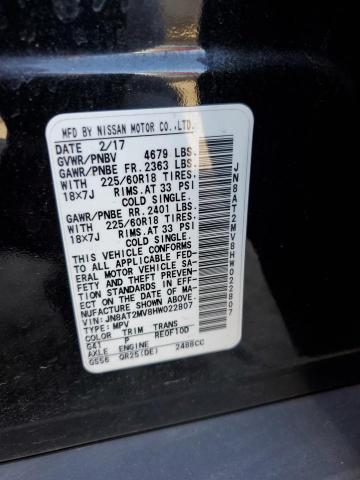 MFD BY NISSAN MOTOR CO.,LTD.
DATE 2/17
GVWR/PNBV 4679 LBS.
GAWR/PNBE FR. 2363 LBS.
WITH 225/60R18 TIRES,
18x7J RIMS. AT 33 PSI
COLD SINGLE.
GAWR/PNBE RR. 2401 LBS.
WITH 225/60R18 TIRES,
18x7J RIMS. AT 33 PSI
COLD SINGLE.
THIS VEHICLE CONFORMS
TO ALL APPLICABLE FED-
ERAL MOTOR VEHICLE SA-
FETY AND THEFT PREVEN-
TION STANDARDS IN EFF-
ECT ON THE DATE OF MA-
NUFACTURE SHOWN ABOVE.
VIN: JN8AT2MV8HW022807
TYPE: MPV
COLOR TRIM TRANS
G41 P RE0F10D
AXLE ENGINE
GS56 QR25(DE) 2488CC
JN8AT2MV8HW022807